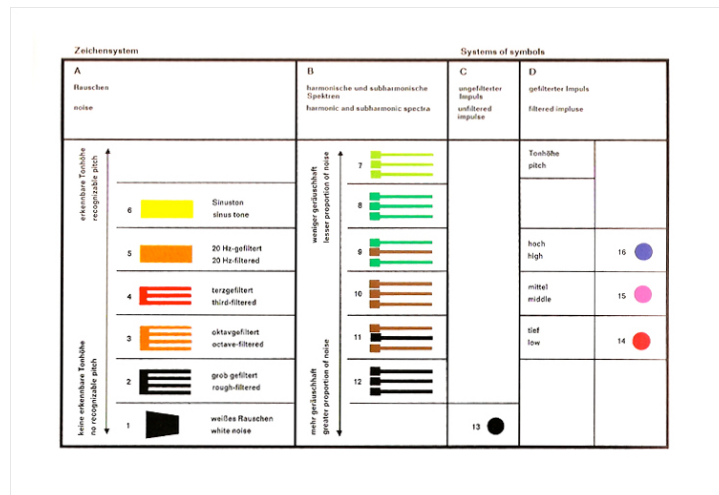 Zeichensystem
Systems of symbols
A
Rauschen
noise
B
harmonische und subharmonische
Spektren
harmonic and subharmonic spectra
C
ungefilterter
Impuls
unfiltered
impulse
D
gefilterter Impuls
filtered impluse
erkennbare Tonhöhe
recognizable pitch
keine erkennbare Tonhöhe
no recognizable pitch
6
Sinuston
sinus tone
5
20 Hz-gefiltert
20 Hz-filtered
4
terzgefiltert
third-filtered
3
oktavgefiltert
octave-filtered
2
grob gefiltert
rough-filtered
1
weißes Rauschen
white noise
weniger geräuschhaft
lesser proportion of noise
mehr geräuschhaft
greater proportion of noise
7
8
9
10
11
12
13
Tonhöhe
pitch
hoch
high
16
mittel
middle
15
tief
low
14